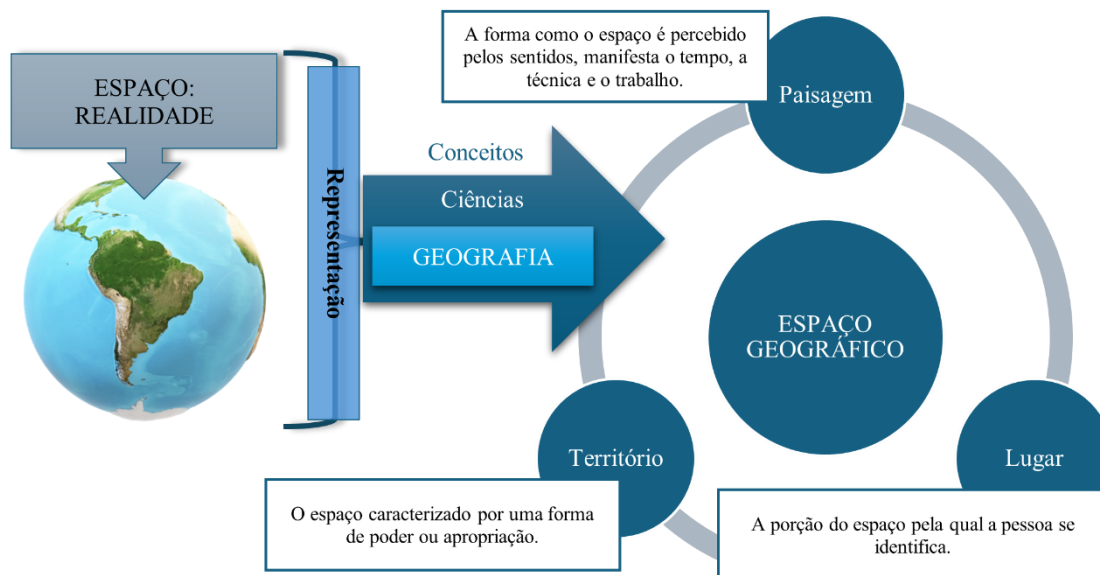 ESPAÇO:
REALIDADE
Representação
Conceitos
Ciências
GEOGRAFIA
A forma como o espaço é percebido
pelos sentidos, manifesta o tempo, a
técnica e o trabalho.
Paisagem
ESPAÇO
GEOGRÁFICO
Território
O espaço caracterizado por uma forma
de poder ou apropriação.
Lugar
A porção do espaço pela qual a pessoa se
identifica.